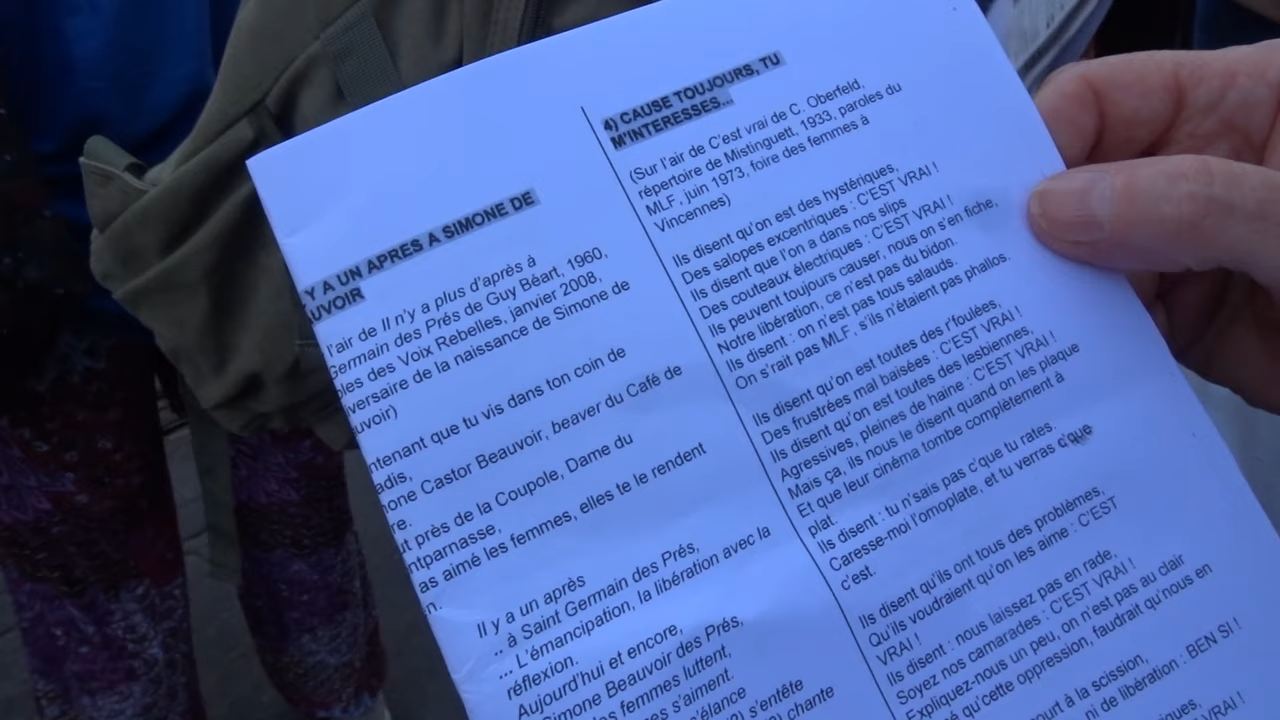 Y A UN APRES A SIMONE DE
UVOIR
l'air de Il n'y a plus d'après à
Germain des Prés de Guy Béart, 1960,
oles des Voix Rebelles, janvier 2008,
versaire de la naissance de Simone de
uvoir)
ntenant que tu vis dans ton coin de
adis,
one Castor Beauvoir, beaver du Café de
re.
ut près de la Coupole, Dame du
ntparnasse,
as aimé les femmes, elles te le rendent
n.
Il y a un après
.. à Saint Germain des Prés,
... L'émancipation, la libération avec la
réflexion.
Aujourd'hui et encore,
Simone Beauvoir des Prés,
les femmes luttent,
s'aiment.
s'élance
s'entête
chante
4) CAUSE TOUJOURS, TU
M'INTERESSES...
(Sur l'air de C'est vrai de C. Oberfeld,
répertoire de Mistinguett, 1933, paroles du
MLF, juin 1973, foire des femmes à
Vincennes)
Ils disent qu'on est des hystériques,
Des salopes excentriques : C'EST VRAI !
Ils disent que l'on a dans nos slips
Des couteaux électriques : C'EST VRAI !
Ils peuvent toujours causer, nous on s'en fiche,
Notre libération, ce n'est pas du bidon.
Ils disent : on n'est pas tous salauds.
On s'rait pas MLF, s'ils n'étaient pas phallos.
Ils disent qu'on est toutes des r'foulées,
Des frustrées mal baisées : C'EST VRAI !
Ils disent qu'on est toutes des lesbiennes,
Agressives, pleines de haine : C'EST VRAI !
Mais ça, ils nous le disent quand on les plaque
Et que leur cinéma tombe complètement à
plat.
Ils disent : tu n'sais pas c'que tu rates.
Caresse-moi l'omoplate, et tu verras c'que
c'est.
Ils disent qu'ils ont tous des problèmes,
Qu'ils voudraient qu'on les aime : C'EST
VRAI !
Ils disent : nous laissez pas en rade,
Soyez nos camarades : C'EST VRAI !
Expliquez-nous un peu, on n'est pas au clair
qu'cette oppression, faudrait qu'nous en
court à la scission,
ni de libération : BEN SI !
VRAI !